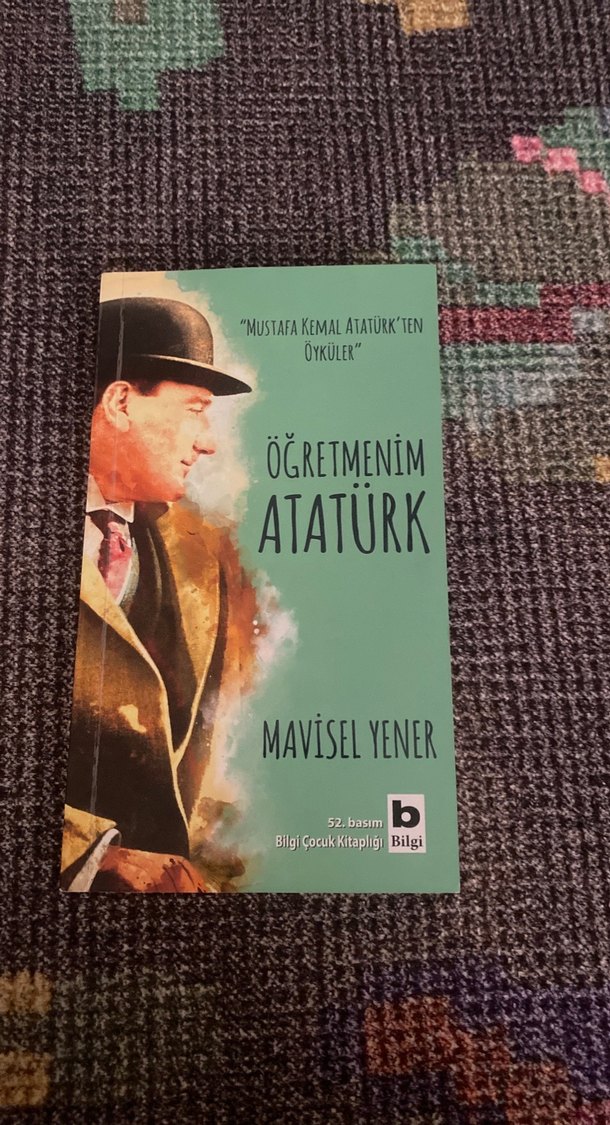 “Mustafa Kemal Atatürk’ten
Öyküler”
ÖĞRETMENİM
ATATÜRK
MAVİSEL YENER
52. basım
Bilgi Çocuk Kitaplığı
b
Bilgi